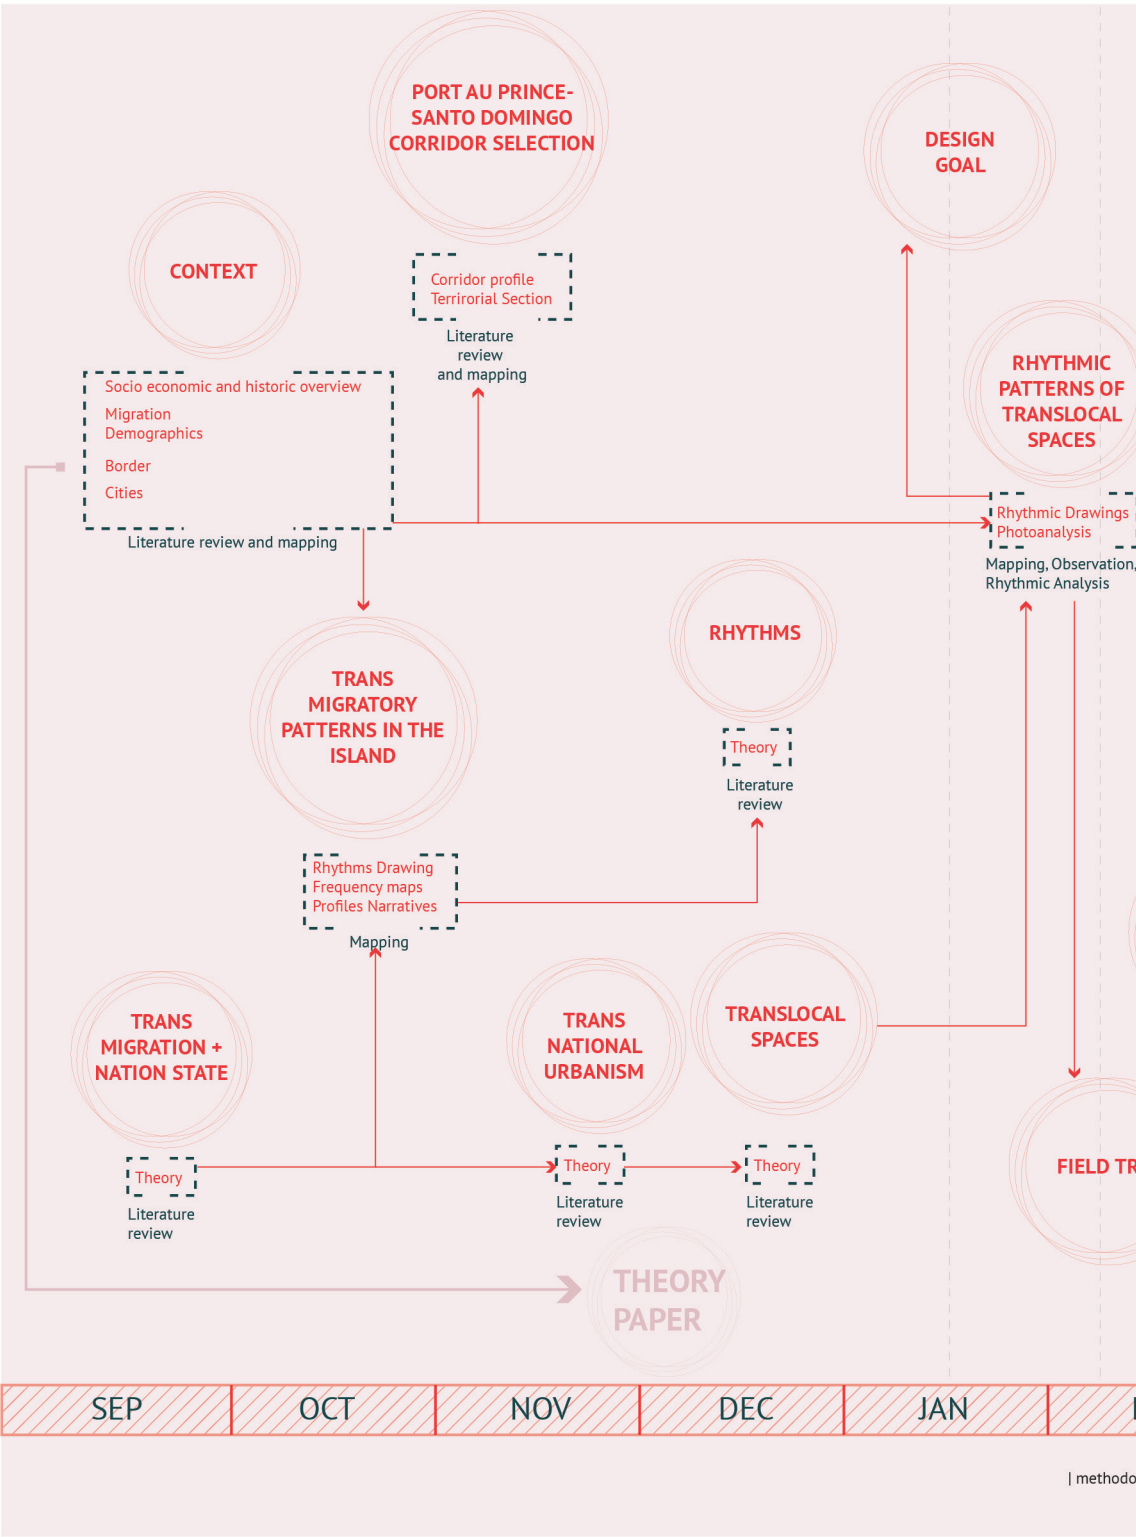 PORT AU PRINCE-
SANTO DOMINGO
CORRIDOR SELECTION
DESIGN
GOAL
CONTEXT
Corridor profile
Terrirorial Section
Literature
review
and mapping
RHYTHMIC
PATTERNS OF
TRANSLOCAL
SPACES
Socio economic and historic overview
Migration
Demographics
Border
Cities
Literature review and mapping
Rhythmic Drawings
Photoanalysis
Mapping, Observation,
Rhythmic Analysis
RHYTHMS
Theory
Literature
review
TRANS
MIGRATORY
PATTERNS IN THE
ISLAND
Rhythms Drawing
Frequency maps
Profiles Narratives
Mapping
TRANS
MIGRATION +
NATION STATE
Theory
Literature
review
TRANS
NATIONAL
URBANISM
Theory
Literature
review
TRANSLOCAL
SPACES
Theory
Literature
review
FIELD TR
THEORY
PAPER
SEP OCT NOV DEC JAN
| methodo